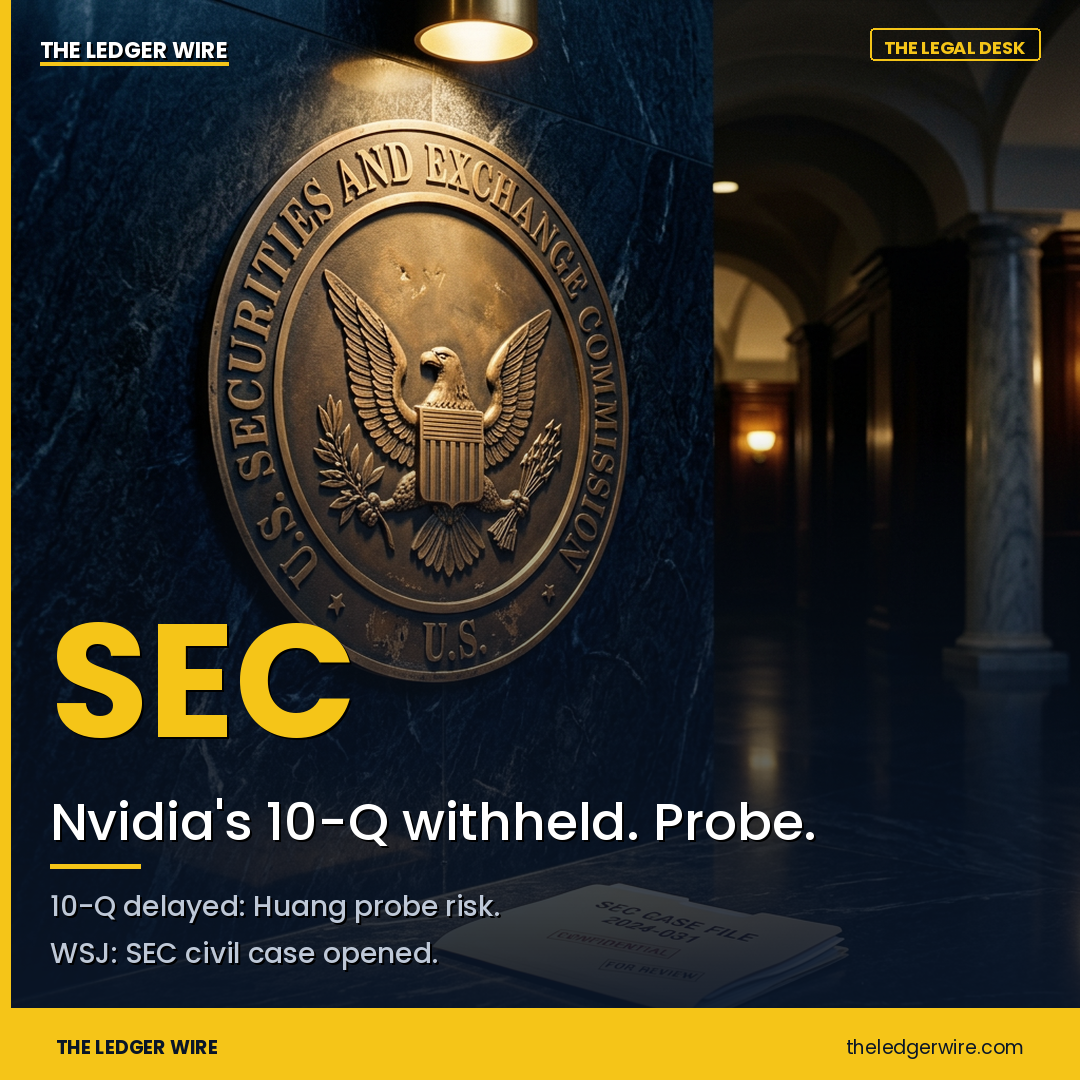 THE LEDGER WIRE
THE LEGAL DESK
U.S. SECURITIES AND EXCHANGE COMMISSION
U.S.
SEC
Nvidia's 10-Q withheld. Probe.
10-Q delayed: Huang probe risk.
WSJ: SEC civil case opened.
SEC CASE FILE
2024-031
CONFIDENTIAL
FOR REVIEW
THE LEDGER WIRE
theledgerwire.com